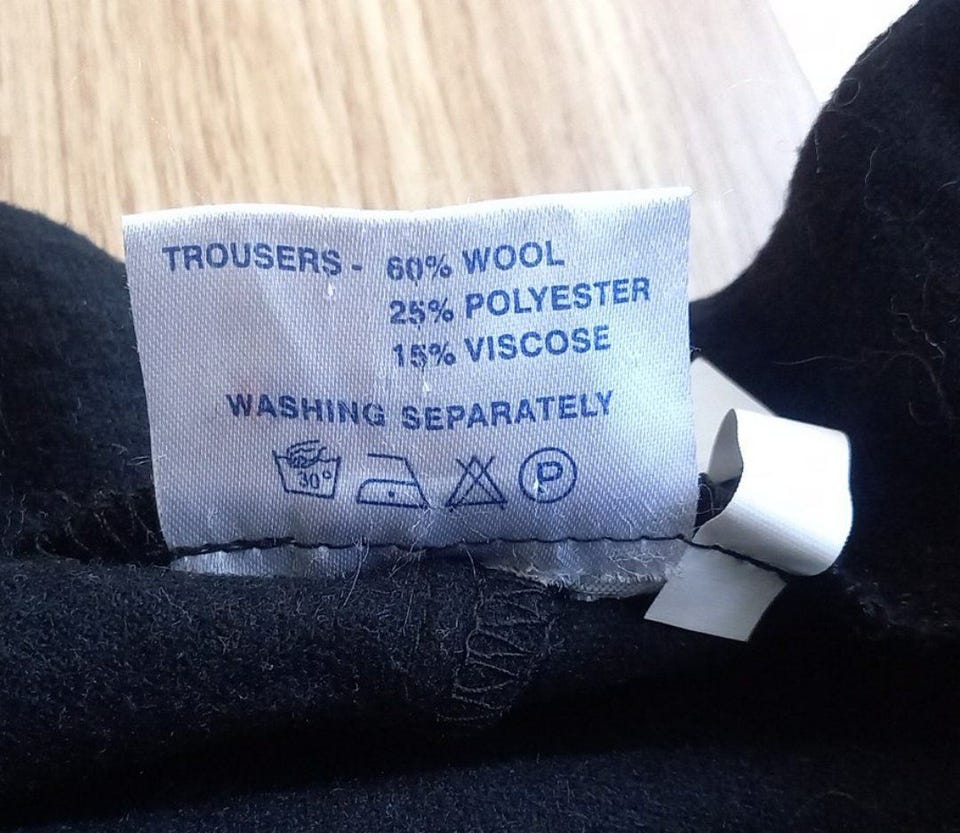 TROUSERS - 60% WOOL
25% POLYESTER
15% VISCOSE
WASHING SEPARATELY
30° P